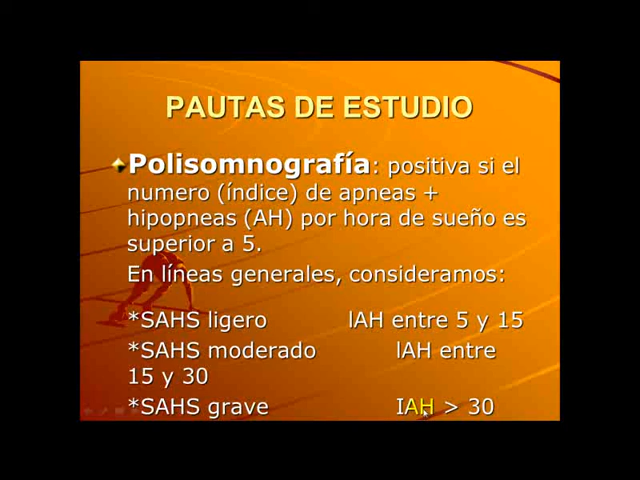 PAUTAS DE ESTUDIO
Polisomnografía: positiva si el
numero (índice) de apneas +
hipopneas (AH) por hora de sueño es
superior a 5.
En líneas generales, consideramos:
*SAHS ligero lAH entre 5 y 15
*SAHS moderado lAH entre
15 y 30
*SAHS grave IAH > 30